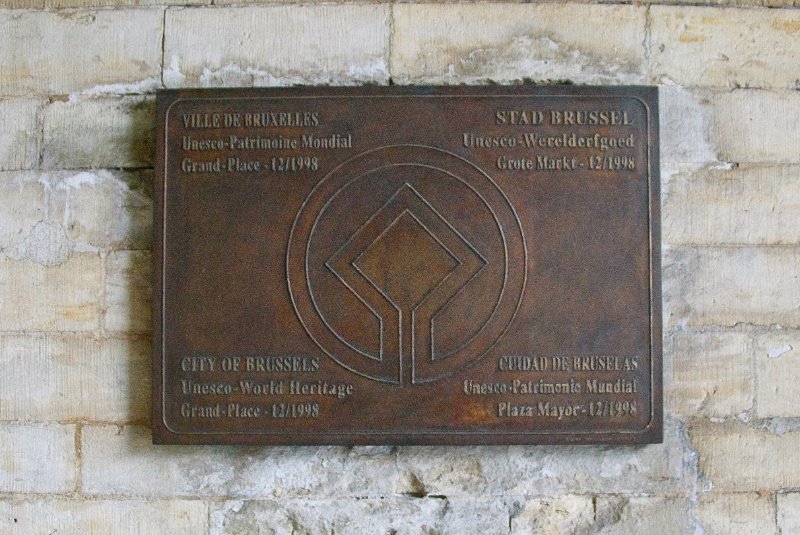 VILLE DE BRUXELLES
Unesco-Patrimoine Mondial
Grand-Place - 12/1998
STAD BRUSSEL
Unesco-Werelderfgoed
Grote Markt - 12/1998
CITY OF BRUSSELS
Unesco-World Heritage
Grand-Place - 12/1998
CUIDAD DE BRUSELAS
Unesco-Patrimonio Mundial
Plaza Mayor - 12/1998